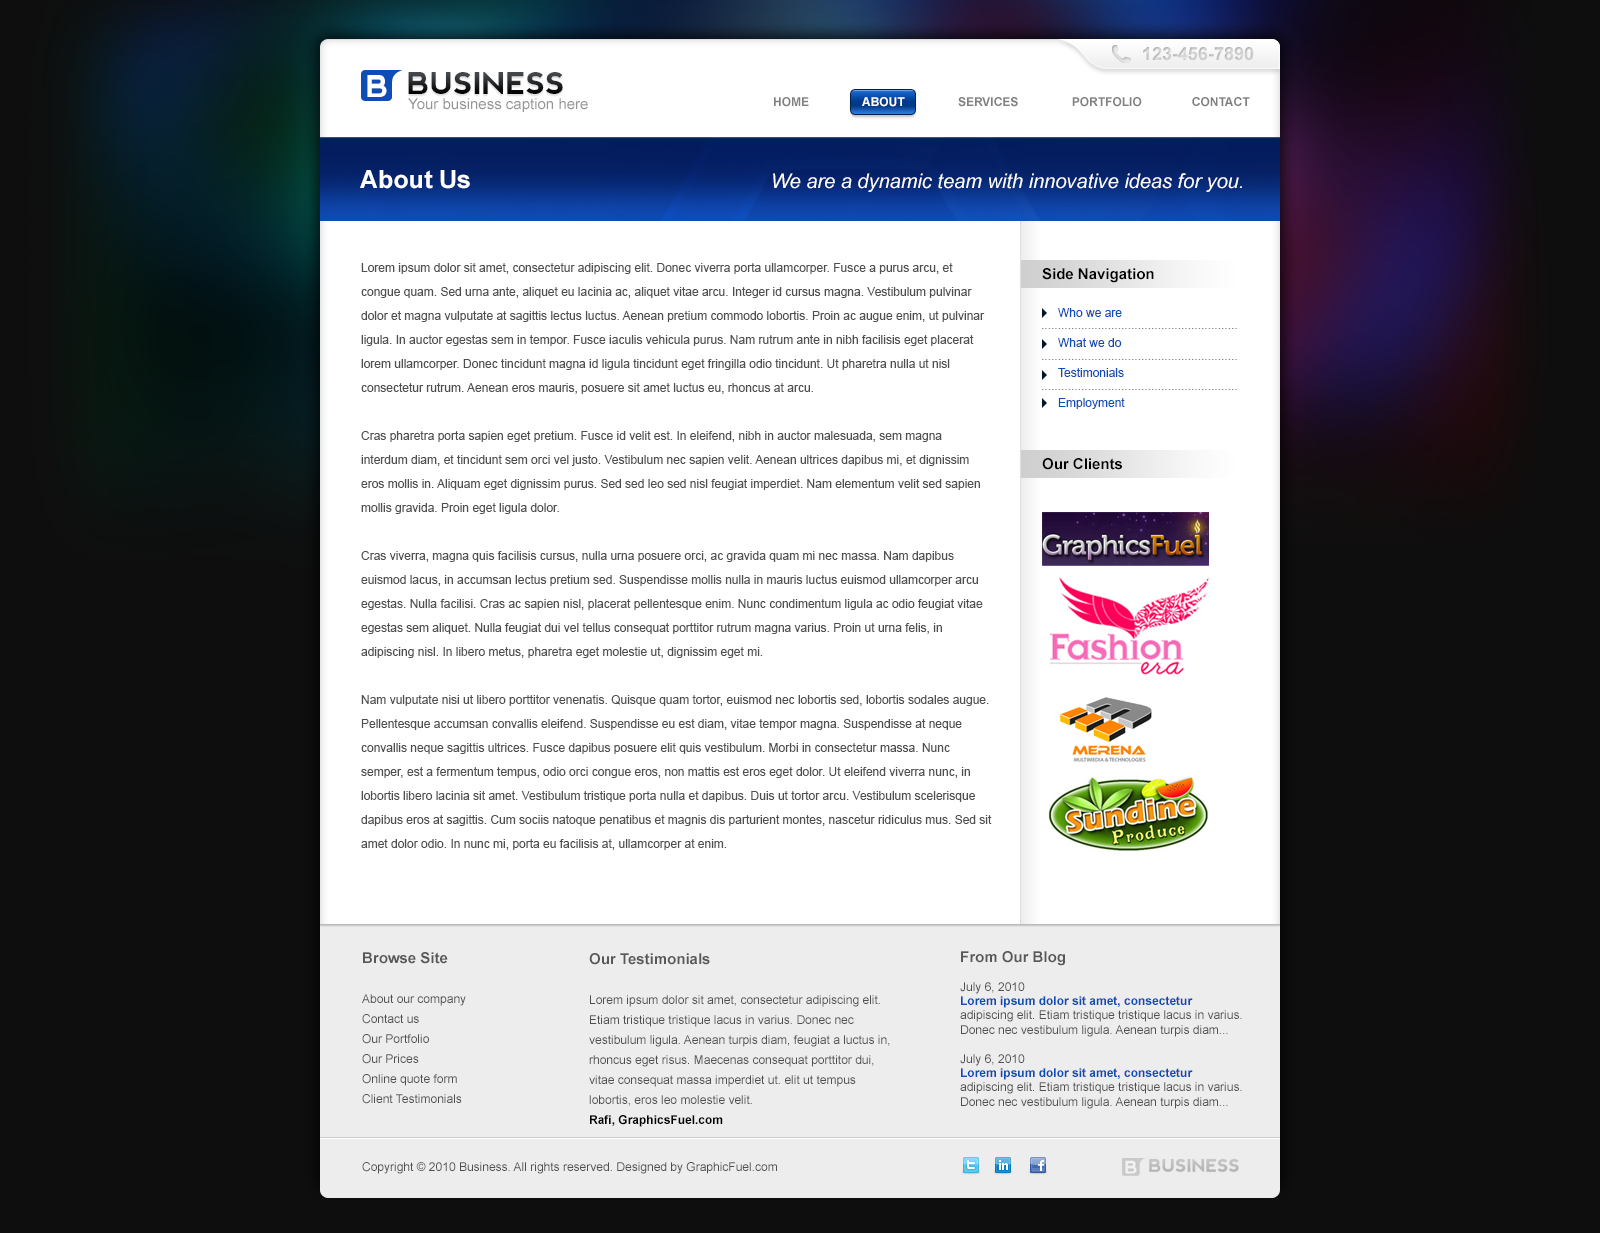 123-456-7890
B BUSINESS
Your business caption here
HOME ABOUT SERVICES PORTFOLIO CONTACT
About Us
We are a dynamic team with innovative ideas for you.
Lorem ipsum dolor sit amet, consectetur adipiscing elit. Donec viverra porta ullamcorper. Fusce a purus arcu, et
congue quam. Sed urna ante, aliquet eu lacinia ac, aliquet vitae arcu. Integer id cursus magna. Vestibulum pulvinar
dolor et magna vulputate at sagittis lectus luctus. Aenean pretium commodo lobortis. Proin ac augue enim, ut pulvinar
ligula. In auctor egestas sem in tempor. Fusce iaculis vehicula purus. Nam rutrum ante in nibh facilisis eget placerat
lorem ullamcorper. Donec tincidunt magna id ligula tincidunt eget fringilla odio tincidunt. Ut pharetra nulla ut nisl
consectetur rutrum. Aenean eros mauris, posuere sit amet luctus eu, rhoncus at arcu.
Cras pharetra porta sapien eget pretium. Fusce id velit est. In eleifend, nibh in auctor malesuada, sem magna
interdum diam, et tincidunt sem orci vel justo. Vestibulum nec sapien velit. Aenean ultrices dapibus mi, et dignissim
eros mollis in. Aliquam eget dignissim purus. Sed sed leo sed nisl feugiat imperdiet. Nam elementum velit sed sapien
mollis gravida. Proin eget ligula dolor.
Cras viverra, magna quis facilisis cursus, nulla urna posuere orci, ac gravida quam mi nec massa. Nam dapibus
euismod lacus, in accumsan lectus pretium sed. Suspendisse mollis nulla in mauris luctus euismod ullamcorper arcu
egestas. Nulla facilisi. Cras ac sapien nisl, placerat pellentesque enim. Nunc condimentum ligula ac odio feugiat vitae
egestas sem aliquet. Nulla feugiat dui vel tellus consequat porttitor rutrum magna varius. Proin ut urna felis, in
adipiscing nisl. In libero metus, pharetra eget molestie ut, dignissim eget mi.
Nam vulputate nisi ut libero porttitor venenatis. Quisque quam tortor, euismod nec lobortis sed, lobortis sodales augue.
Pellentesque accumsan convallis eleifend. Suspendisse eu est diam, vitae tempor magna. Suspendisse at neque
convallis neque sagittis ultrices. Fusce dapibus posuere elit quis vestibulum. Morbi in consectetur massa. Nunc
semper, est a fermentum tempus, odio orci congue eros, non mattis est eros eget dolor. Ut eleifend viverra nunc, in
lobortis libero lacinia sit amet. Vestibulum tristique porta nulla et dapibus. Duis ut tortor arcu. Vestibulum scelerisque
dapibus eros at sagittis. Cum sociis natoque penatibus et magnis dis parturient montes, nascetur ridiculus mus. Sed sit
amet dolor odio. In nunc mi, porta eu facilisis at, ullamcorper at enim.
Side Navigation
Who we are
What we do
Testimonials
Employment
Our Clients
GraphicsFuel
Fashion
era
MERENA
MULTIMEDIA & TECHNOLOGIES
Sundine
Produce
Browse Site
About our company
Contact us
Our Portfolio
Our Prices
Online quote form
Client Testimonials
Our Testimonials
Lorem ipsum dolor sit amet, consectetur adipiscing elit.
Etiam tristique tristique lacus in varius. Donec nec
vestibulum ligula. Aenean turpis diam, feugiat a luctus in,
rhoncus eget risus. Maecenas consequat porttitor dui,
vitae consequat massa imperdiet ut. elit ut tempus
lobortis, eros leo molestie velit.
Rafi, GraphicsFuel.com
From Our Blog
July 6, 2010
Lorem ipsum dolor sit amet, consectetur
adipiscing elit. Etiam tristique tristique lacus in varius.
Donec nec vestibulum ligula. Aenean turpis diam...
July 6, 2010
Lorem ipsum dolor sit amet, consectetur
adipiscing elit. Etiam tristique tristique lacus in varius.
Donec nec vestibulum ligula. Aenean turpis diam...
Copyright © 2010 Business. All rights reserved. Designed by GraphicFuel.com
t in f
B BUSINESS